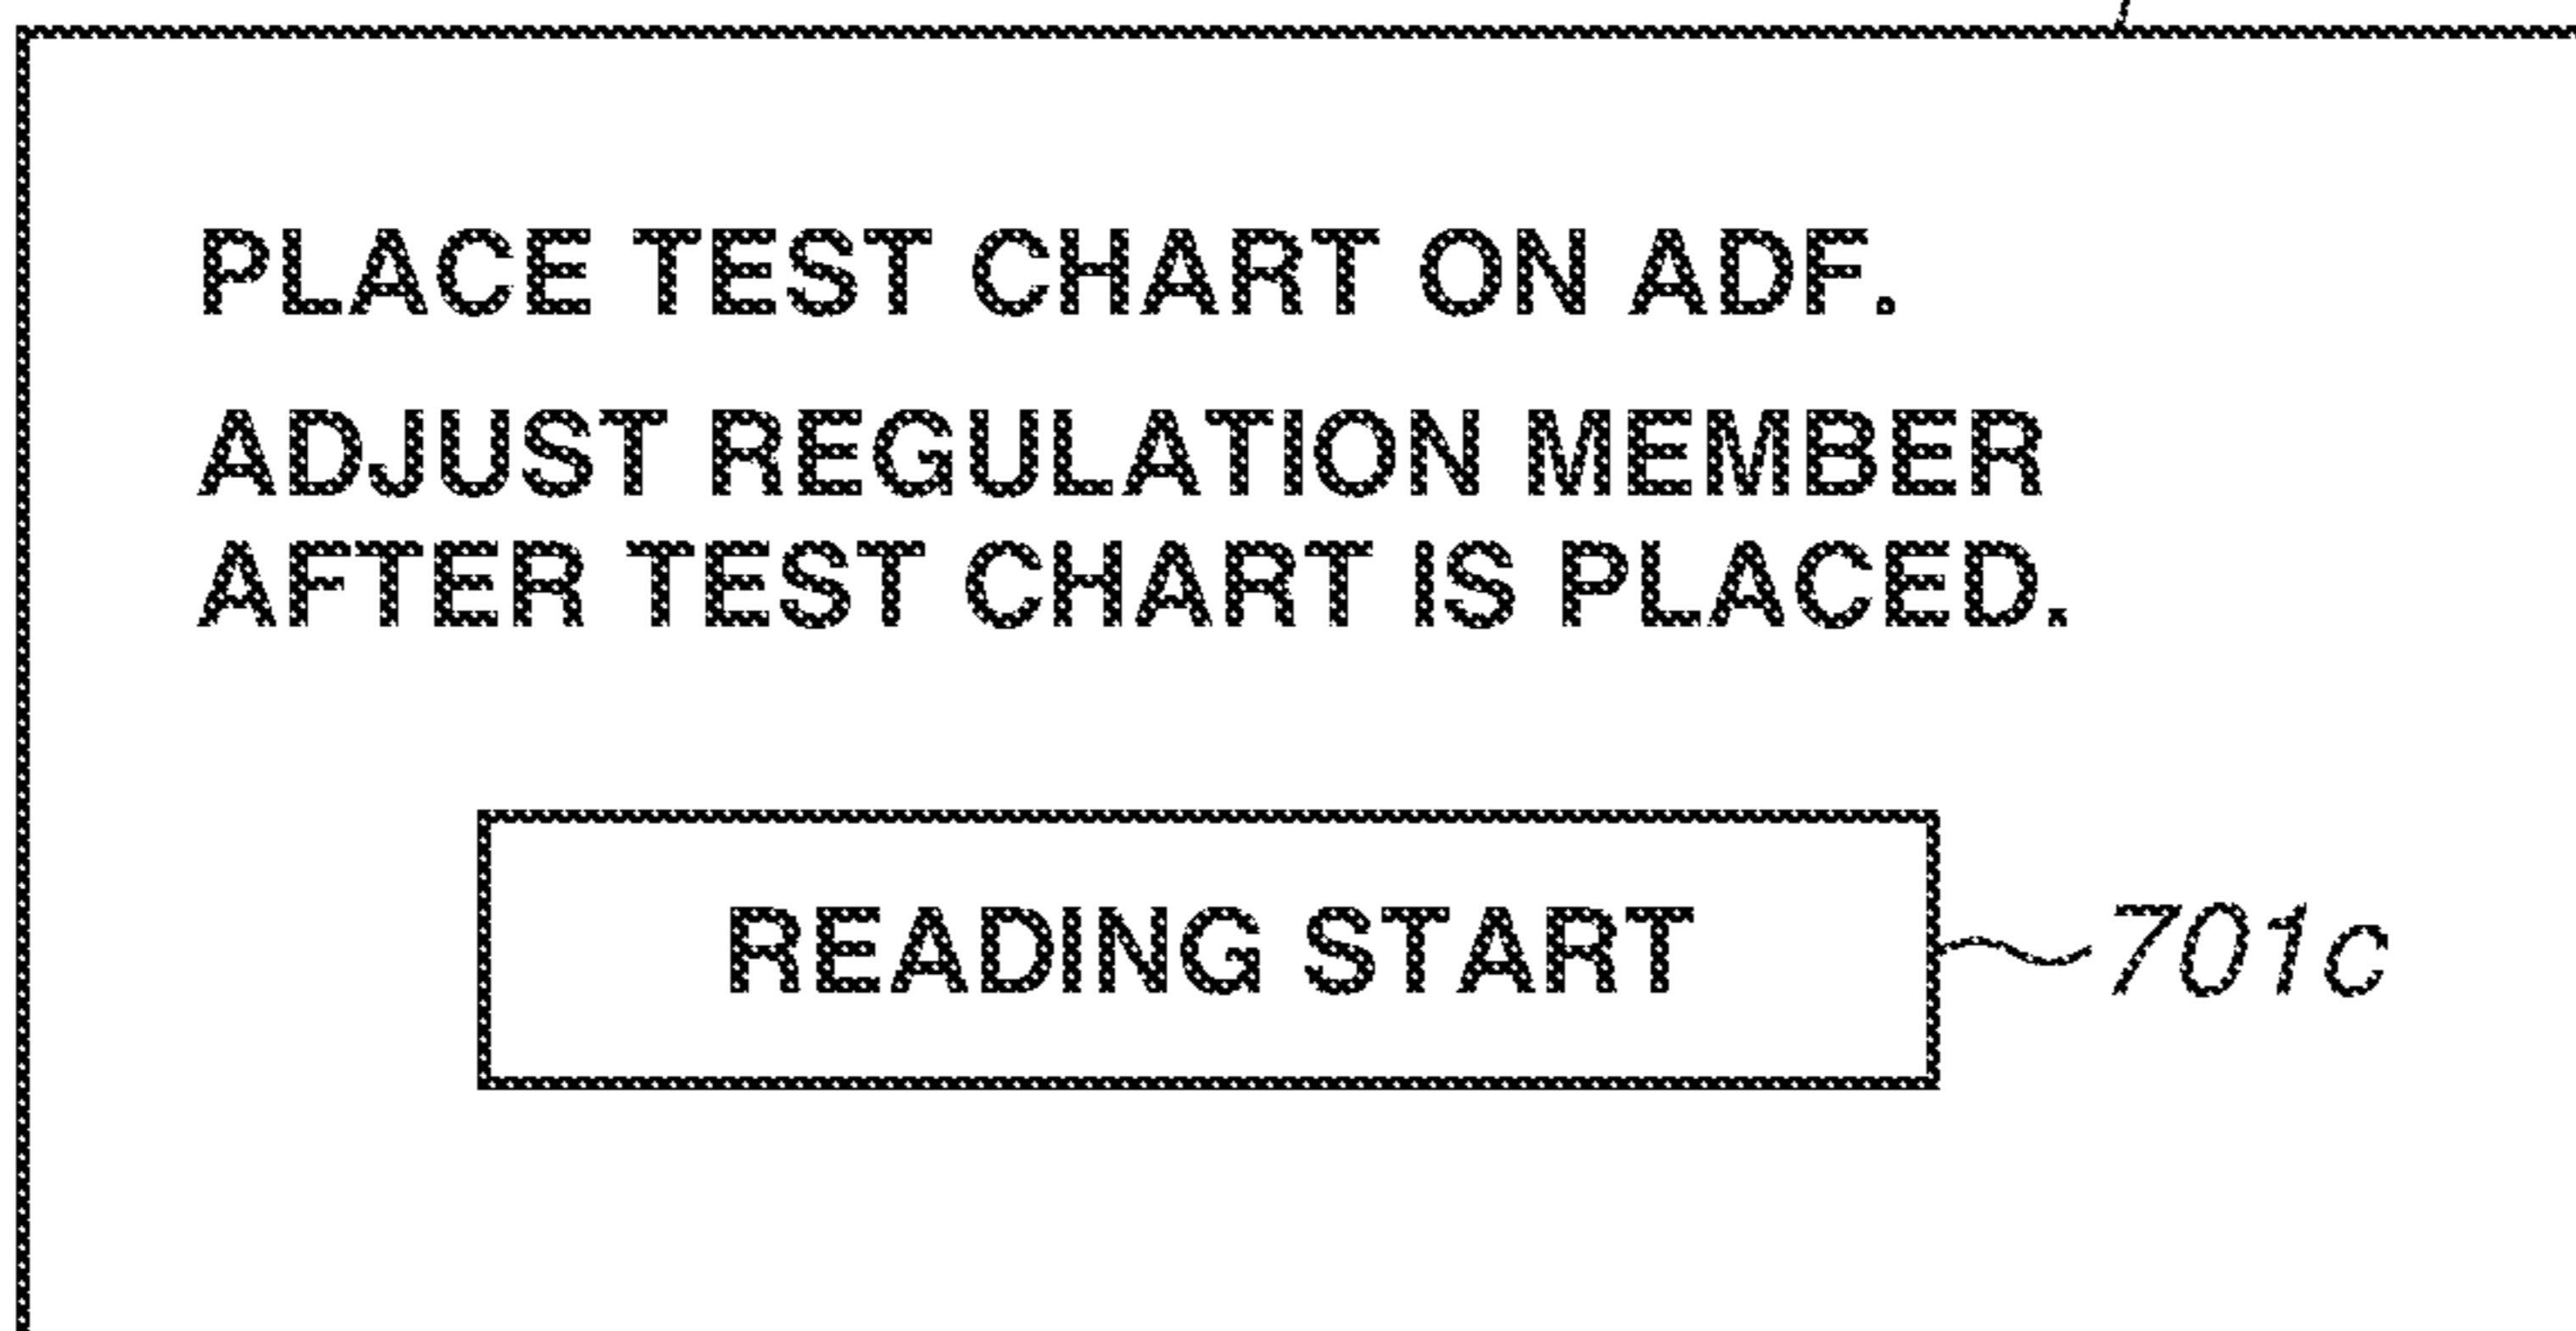 PLACE TEST CHART ON ADF.
ADJUST REGULATION MEMBER
AFTER TEST CHART IS PLACED.
READING START
701c